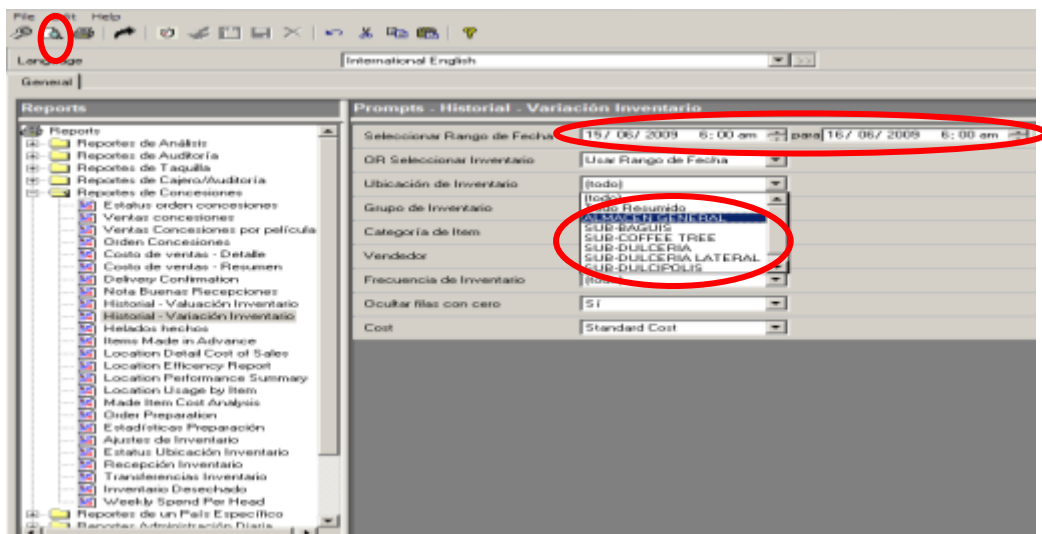 File Edit Help
Language
International English
General
Reports
Prompts - Historial - Variación Inventario
Reports
Reportes de Análisis
Reportes de Auditoría
Reportes de Taquilla
Reportes de Cajero/Auditoría
Reportes de Concesiones
Estatus orden concesiones
Ventas concesiones
Ventas Concesiones por película
Orden Concesiones
Costo de ventas - Detalle
Costo de ventas - Resumen
Delivery Confirmation
Nota Buenas Recepciones
Historial - Valuación Inventario
Historial - Variación Inventario
Helados hechos
Items Made in Advance
Location Detail Cost of Sales
Location Efficency Report
Location Performance Summary
Location Usage by Item
Made Item Cost Analysis
Order Preparation
Estadísticas Preparación
Ajustes de Inventario
Estatus Ubicación Inventario
Recepción Inventario
Transferencias Inventario
Inventario Desechado
Weekly Spend Per Head
Reportes de un País Específico
Reportes Administración Diaria
Seleccionar Rango de Fecha
15/ 06/ 2009 6: 00 am para 16/ 06/ 2009 6: 00 am
OR Seleccionar Inventario
Usar Rango de Fecha
Ubicación de Inventario
(todo)
(todo)
Todo Resumido
ALMACEN GENERAL
SUB-BAGUIS
SUB-COFFEE TREE
SUB-DULCERIA
SUB-DULCERIA LATERAL
SUB-DULCIPOLIS
Grupo de Inventario
Categoría de Item
Vendedor
Frecuencia de Inventario
(todo)
Ocultar filas con cero
Sí
Cost
Standard Cost